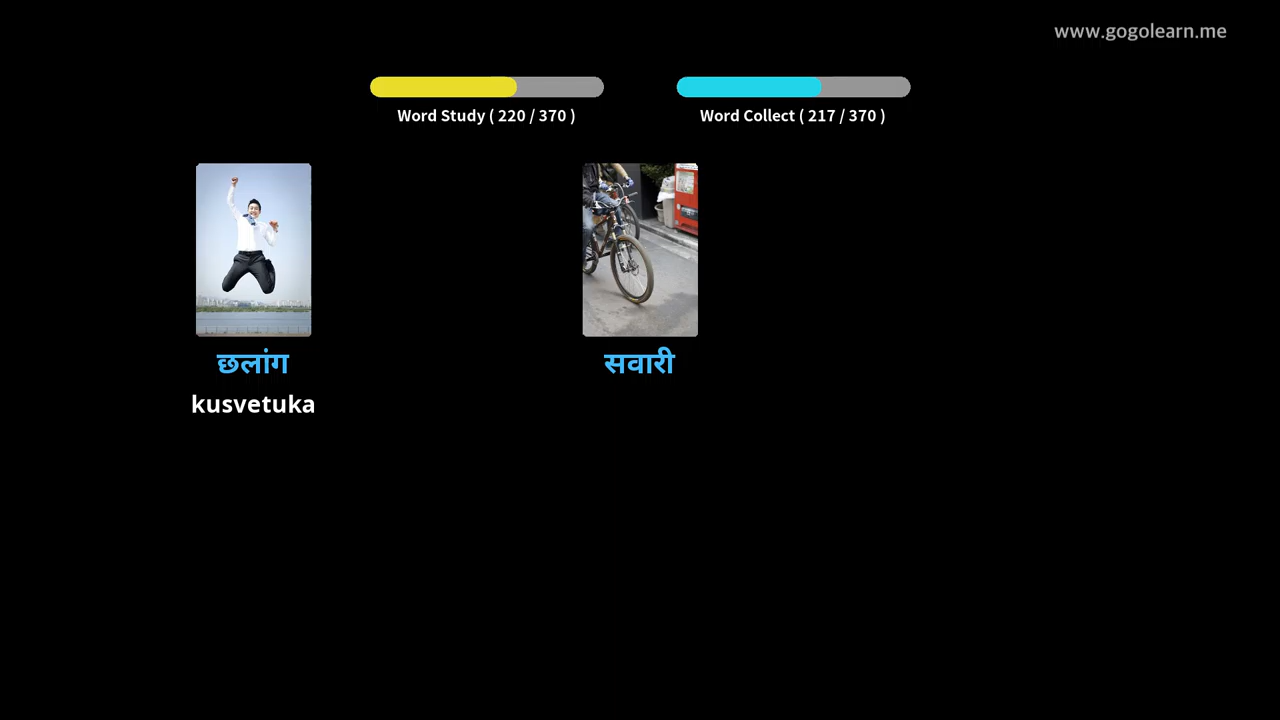 www.gogolearn.me
Word Study ( 220 / 370 )
Word Collect ( 217 / 370 )
छलांग
सवारी
kusvetuka